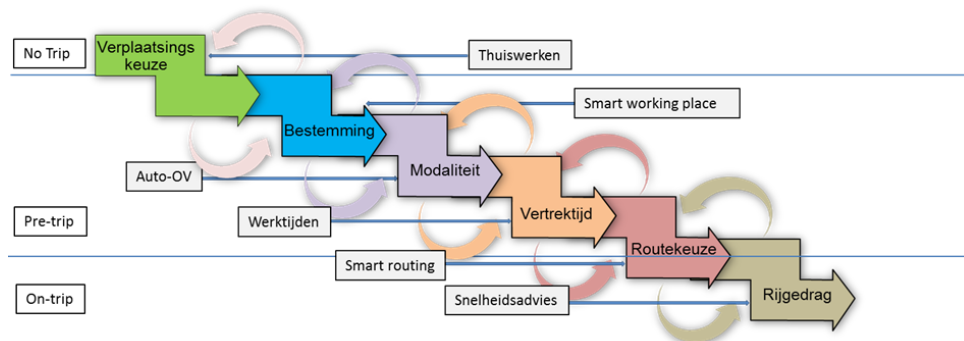 No Trip
Verplaatsings
keuze
Thuiswerken
Smart working place
Bestemming
Auto-OV
Modaliteit
Pre-trip
Werktijden
Vertrektijd
Smart routing
Routekeuze
On-trip
Snelheidsadvies
Rijgedrag